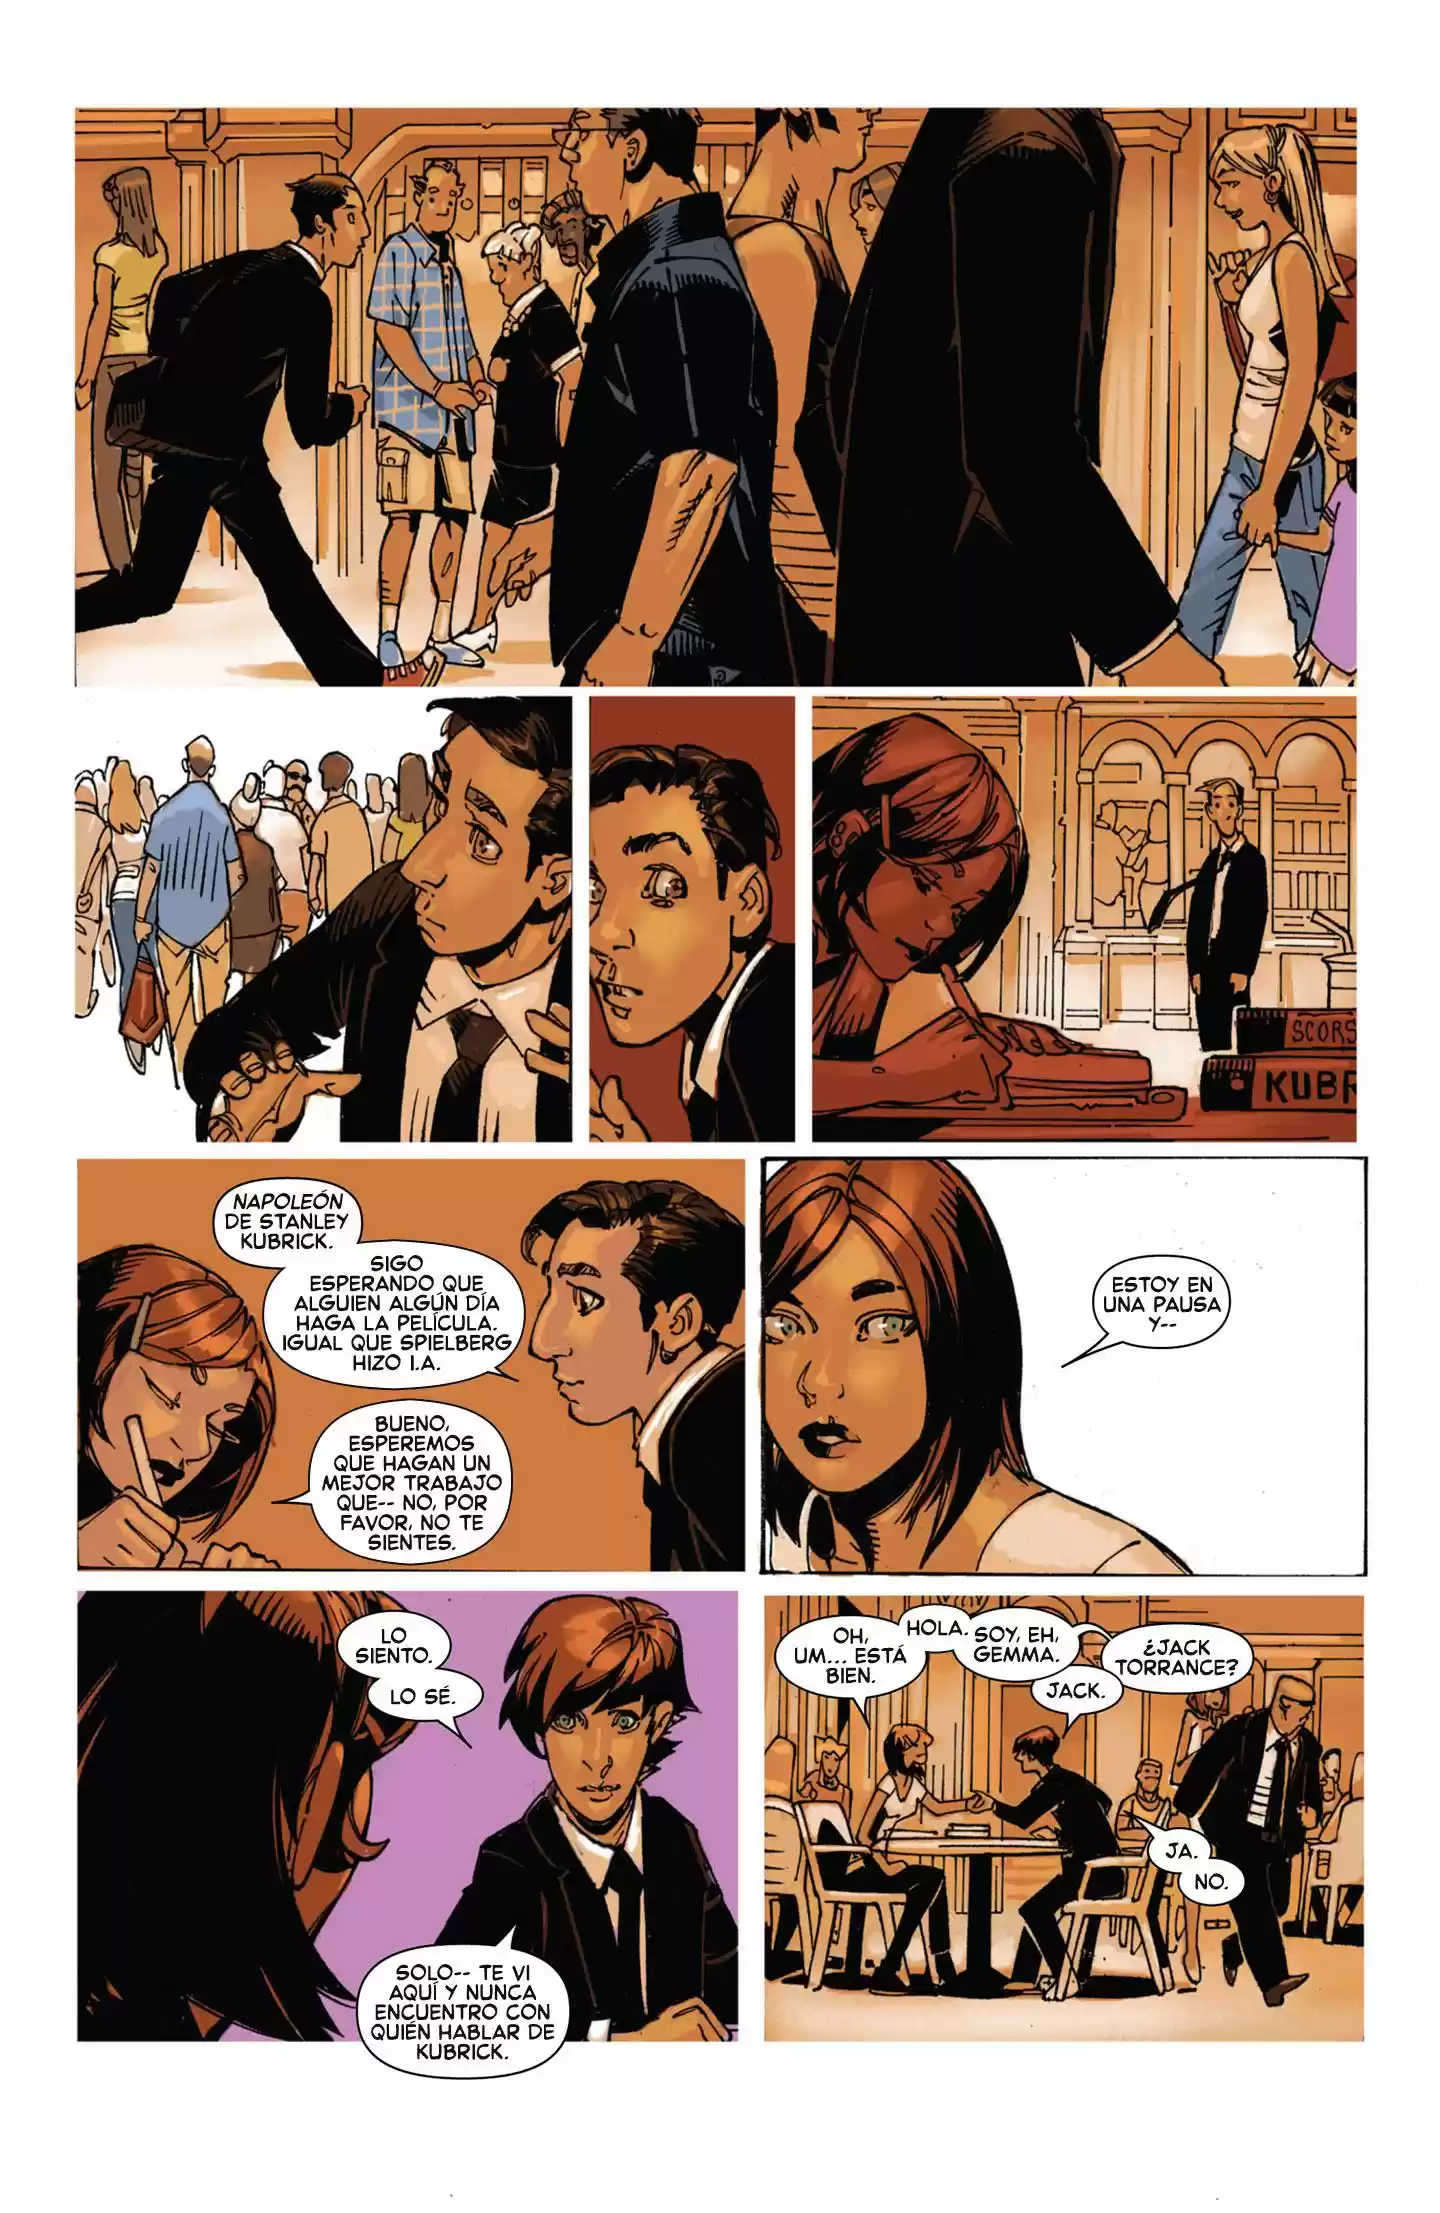 SCORS
KUBR
NAPOLEÓN
DE STANLEY
KUBRICK.
SIGO
ESPERANDO QUE
ALGUIEN ALGÚN DÍA
HAGA LA PELÍCULA.
IGUAL QUE SPIELBERG
HIZO I.A.
BUENO,
ESPEREMOS
QUE HAGAN UN
MEJOR TRABAJO
QUE-- NO, POR
FAVOR, NO TE
SIENTES.
ESTOY EN
UNA PAUSA
Y--
LO
SIENTO.
LO SÉ.
SOLO-- TE VI
AQUÍ Y NUNCA
ENCUENTRO CON
QUIÉN HABLAR DE
KUBRICK.
OH,
UM... ESTÁ
BIEN.
HOLA.
SOY, EH,
GEMMA.
JACK.
¿JACK
TORRANCE?
JA.
NO.